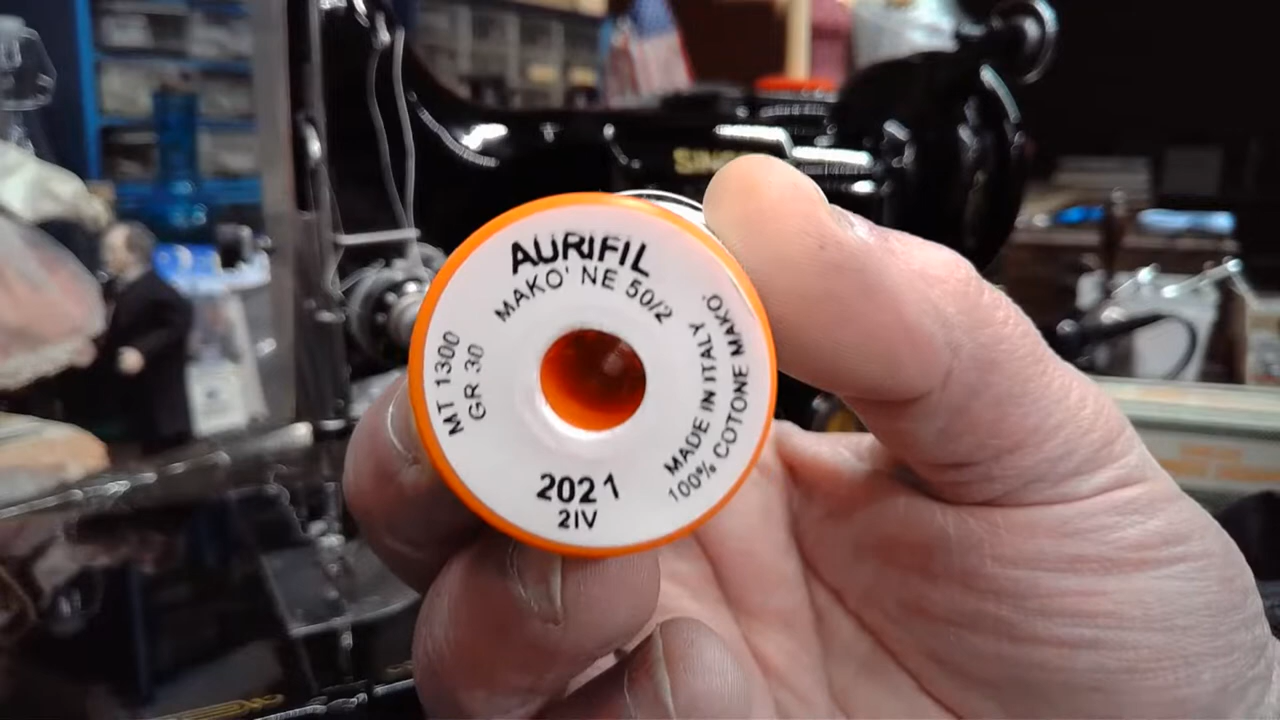 AURIFIL
MAKO' NE 50/2
MT 1300
GR 30
MADE IN ITALY
100% COTONE MAKO'
2021
2IV